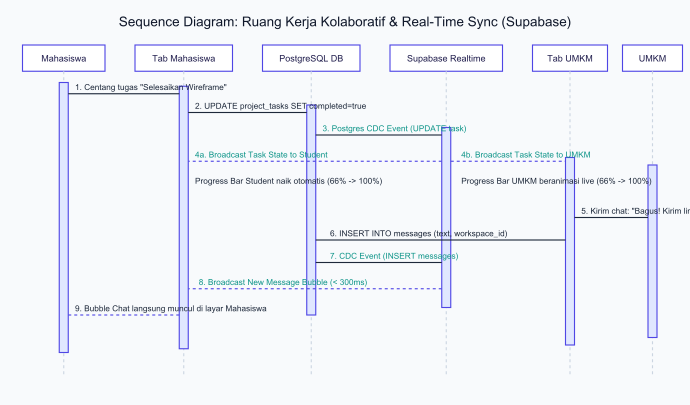 Sequence Diagram: Ruang Kerja Kolaboratif & Real-Time Sync (Supabase)
Mahasiswa
Tab Mahasiswa
PostgreSQL DB
Supabase Realtime
Tab UMKM
UMKM
1. Centang tugas "Selesaikan Wireframe"
2. UPDATE project_tasks SET completed=true
3. Postgres CDC Event (UPDATE task)
4a. Broadcast Task State to Student
4b. Broadcast Task State to UMKM
Progress Bar Student naik otomatis (66% -> 100%)
Progress Bar UMKM beranimasi live (66% -> 100%)
5. Kirim chat: "Bagus! Kirim
6. INSERT INTO messages (text, workspace_id)
7. CDC Event (INSERT messages)
8. Broadcast New Message Bubble (< 300ms)
9. Bubble Chat langsung muncul di layar Mahasiswa